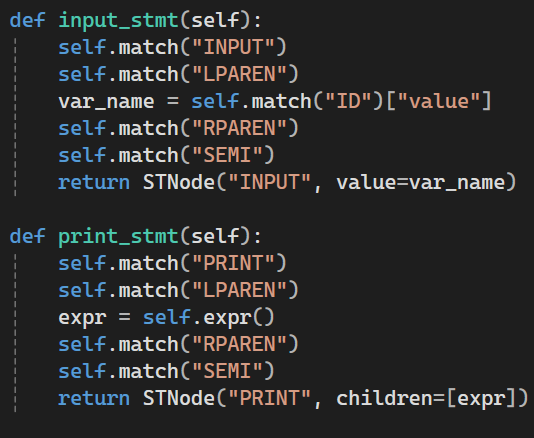 def input_stmt(self):
    self.match("INPUT")
    self.match("LPAREN")
    var_name = self.match("ID")["value"]
    self.match("RPAREN")
    self.match("SEMI")
    return STNode("INPUT", value=var_name)

def print_stmt(self):
    self.match("PRINT")
    self.match("LPAREN")
    expr = self.expr()
    self.match("RPAREN")
    self.match("SEMI")
    return STNode("PRINT", children=[expr])